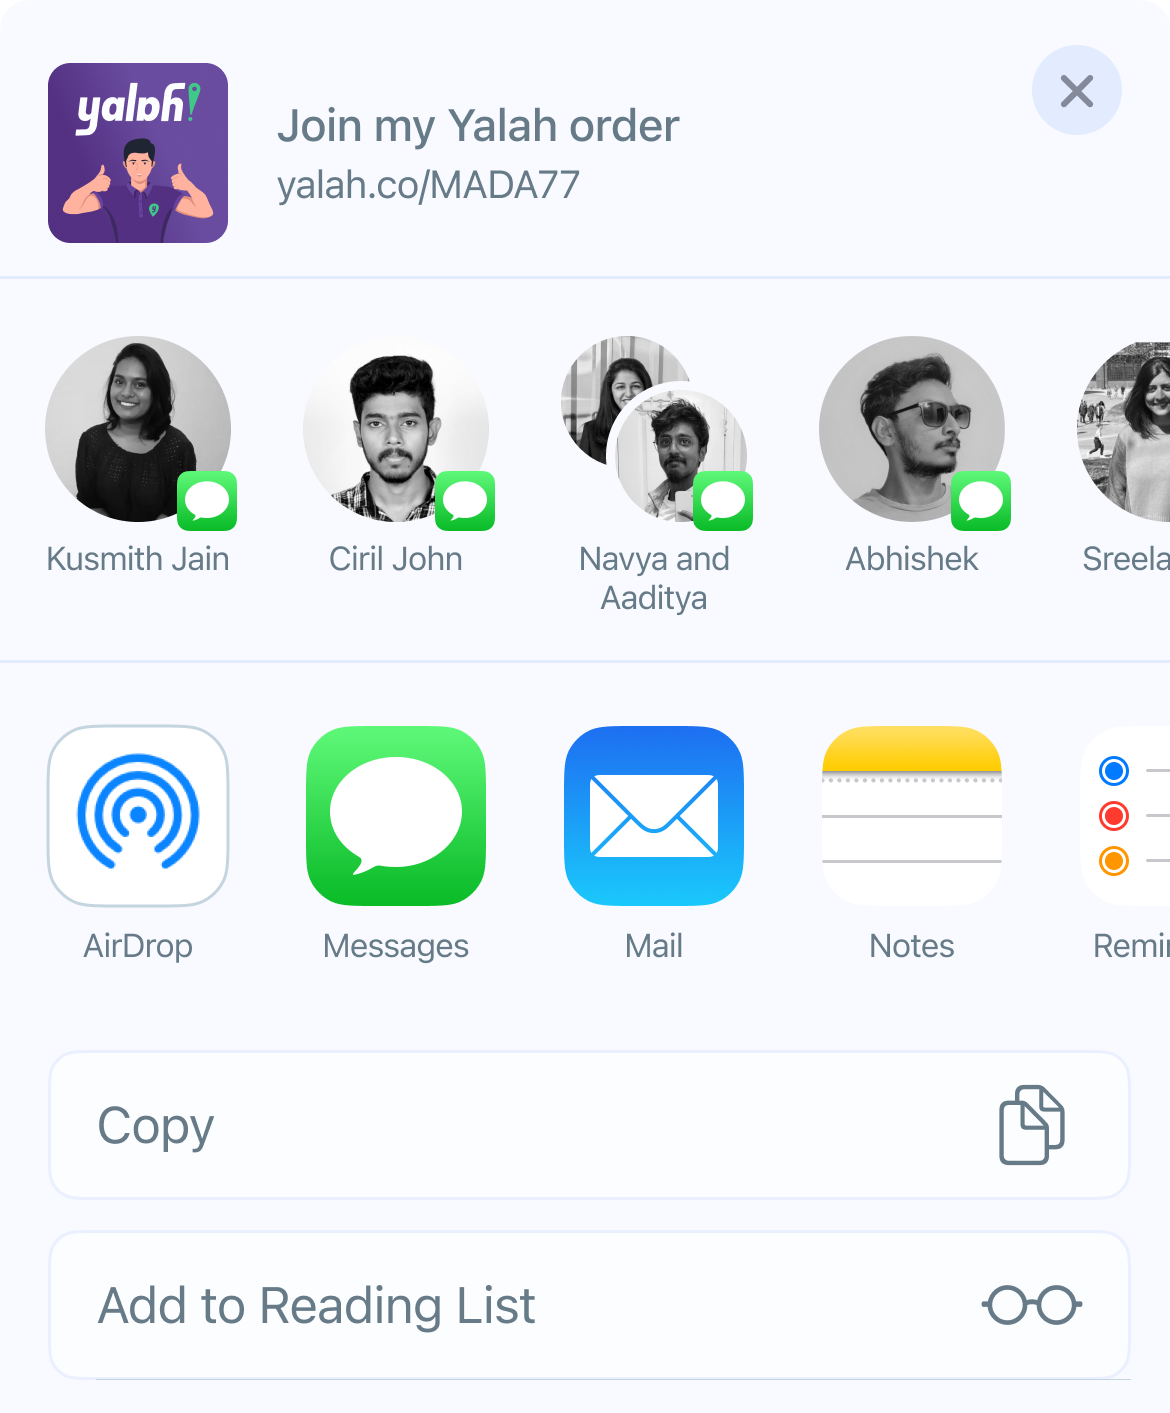 yalah!
Join my Yalah order
yalah.co/MADA77
Kusmith Jain
Ciril John
Navya and
Aaditya
Abhishek
Sreela
AirDrop
Messages
Mail
Notes
Remin
Copy
Add to Reading List